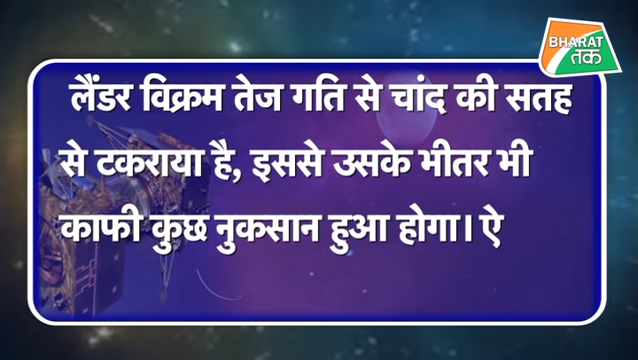 BHARAT
तक
लैंडर विक्रम तेज गति से चांद की सतह
से टकराया है, इससे उसके भीतर भी
काफी कुछ नुकसान हुआ होगा। ऐ